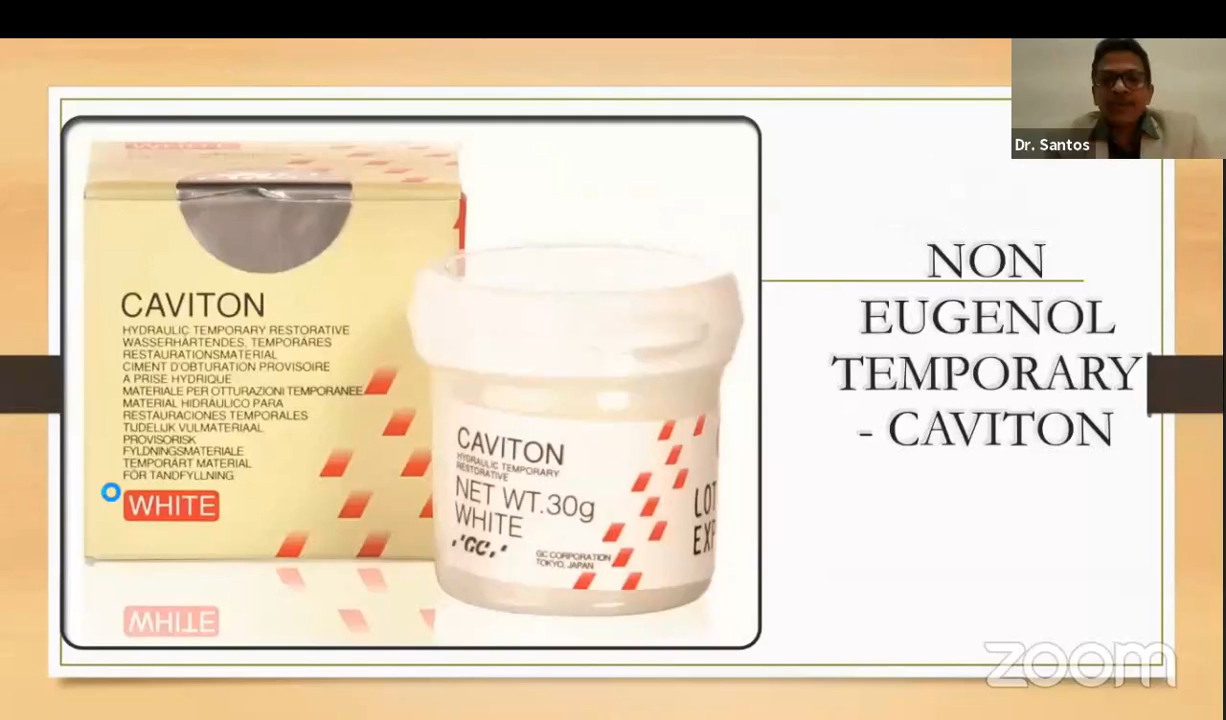 WHITE
CAVITON
HYDRAULIC TEMPORARY RESTORATIVE
WASSERHÄRTENDES, TEMPORÄRES
RESTAURATIONSMATERIAL
CIMENT D'OBTURATION PROVISOIRE
A PRISE HYDRIQUE
MATERIALE PER OTTURAZIONI TEMPORANEE
MATERIAL HIDRÁULICO PARA
RESTAURACIONES TEMPORALES
TIJDELIJK VULMATERIAAL
PROVISORISK
FYLDNINGSMATERIALE
TEMPORÄRT MATERIAL
FÖR TANDFYLLNING
WHITE
CAVITON
HYDRAULIC TEMPORARY
RESTORATIVE
NET WT.30g
WHITE
GC
GC CORPORATION
TOKYO, JAPAN
LOT
EXP
WHITE
Dr. Santos
NON
EUGENOL
TEMPORARY
- CAVITON
zoom